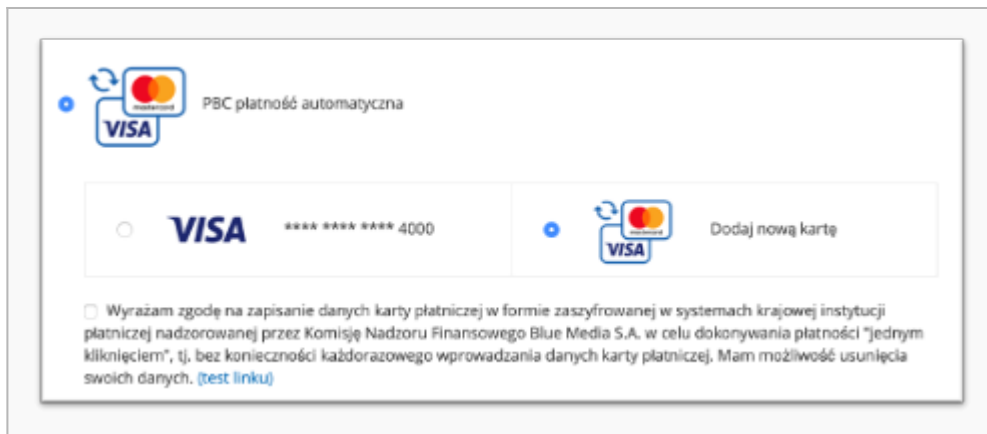 mastercard
VISA
PBC płatność automatyczna
VISA **** **** **** 4000
mastercard
VISA
Dodaj nową kartę
Wyrażam zgodę na zapisanie danych karty płatniczej w formie zaszyfrowanej w systemach krajowej instytucji
płatniczej nadzorowanej przez Komisję Nadzoru Finansowego Blue Media S.A. w celu dokonywania płatności "jednym
kliknięciem", tj. bez konieczności każdorazowego wprowadzania danych karty płatniczej. Mam możliwość usunięcia
swoich danych. (test linku)